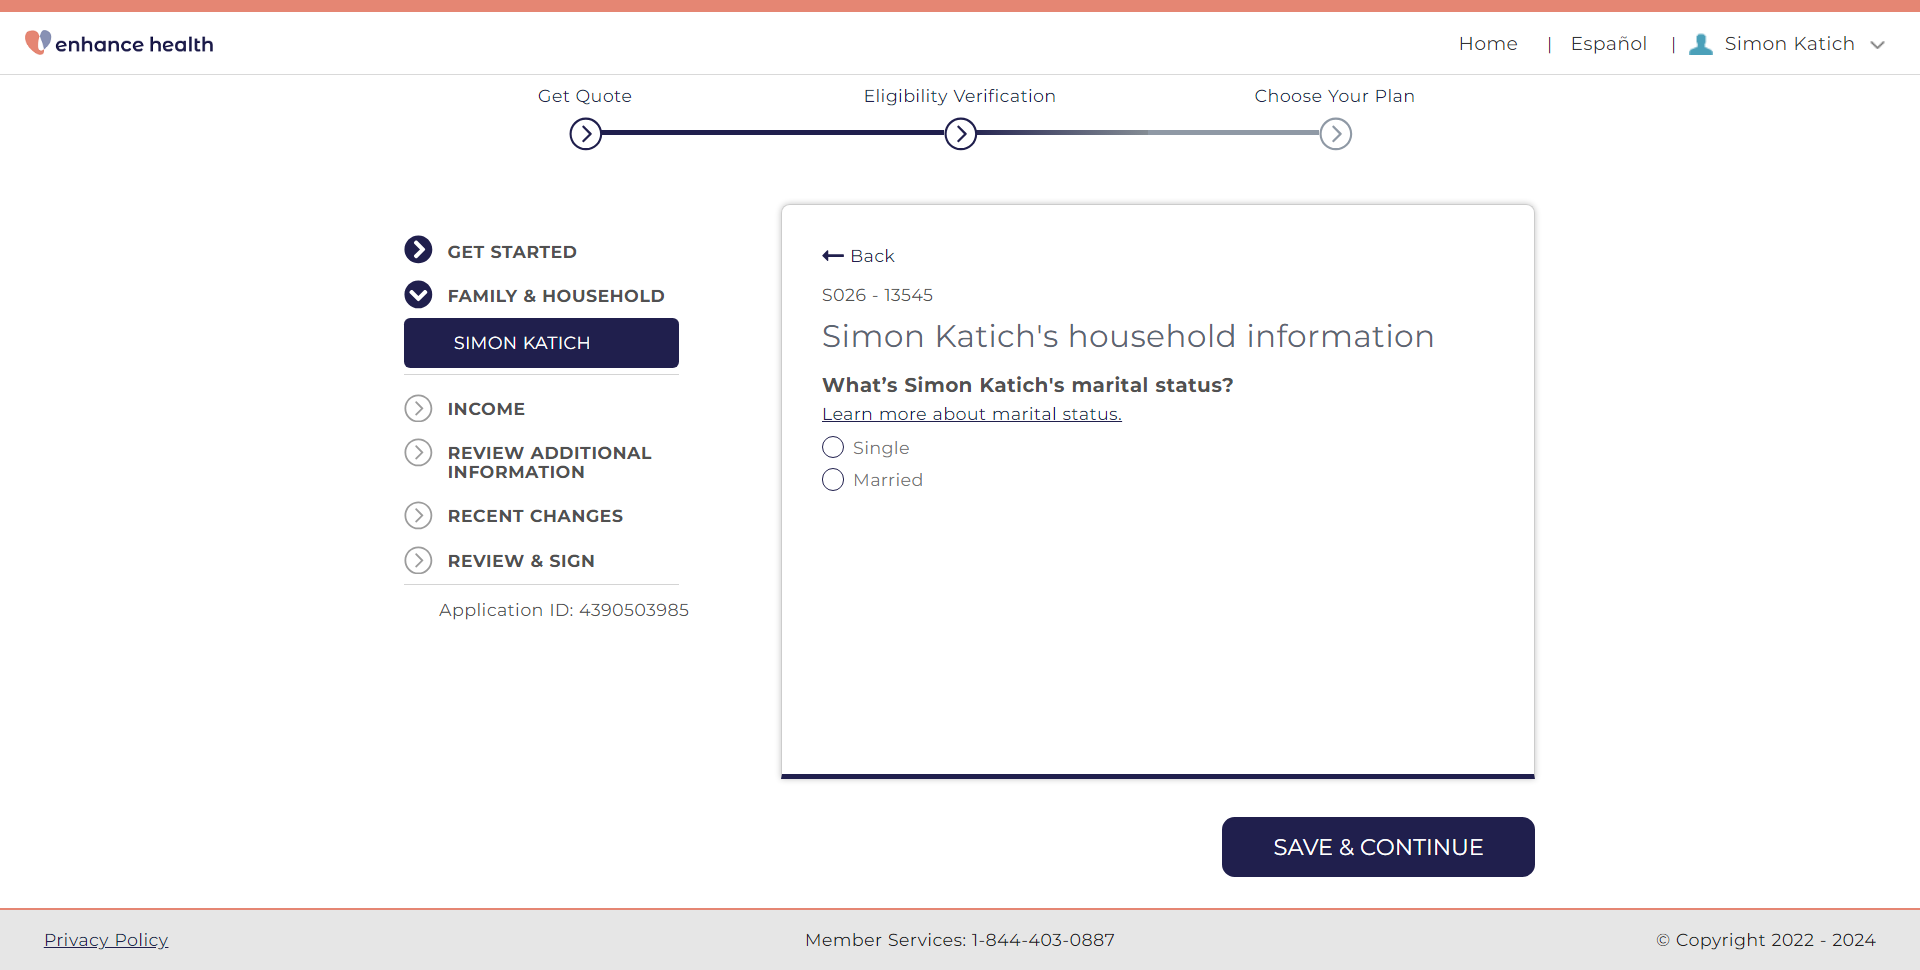 enhance health
Home | Español | Simon Katich
Get Quote
Eligibility Verification
Choose Your Plan
GET STARTED
FAMILY & HOUSEHOLD
SIMON KATICH
INCOME
REVIEW ADDITIONAL
INFORMATION
RECENT CHANGES
REVIEW & SIGN
Application ID: 4390503985
Back
S026 - 13545
Simon Katich's household information
What’s Simon Katich's marital status?
Learn more about marital status.
Single
Married
SAVE & CONTINUE
Privacy Policy
Member Services: 1-844-403-0887
© Copyright 2022 - 2024